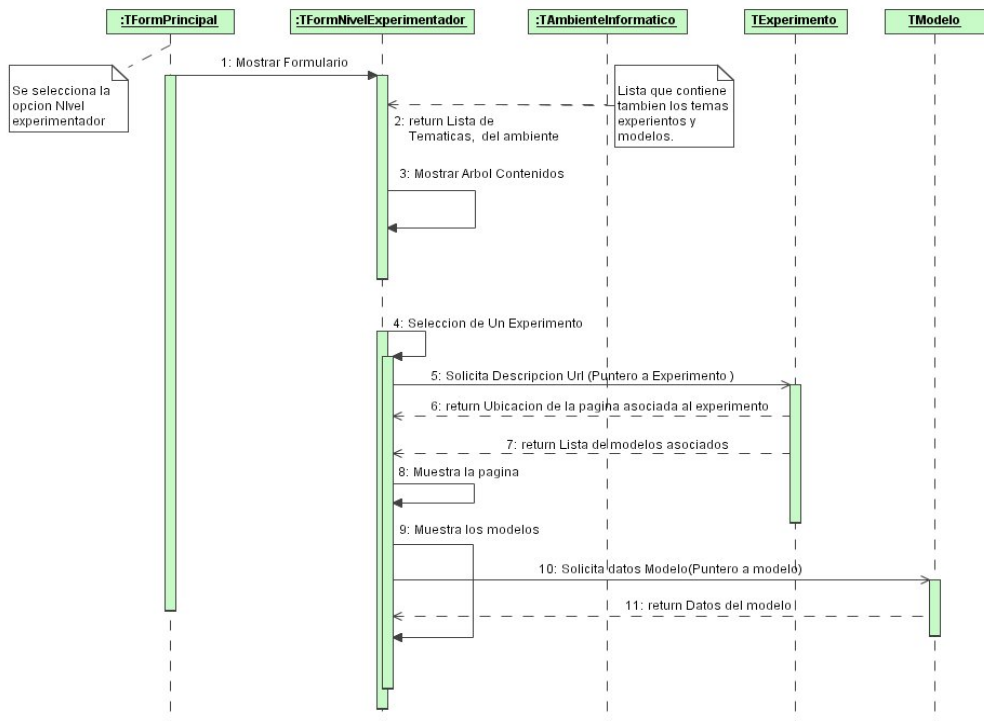 :TFormPrincipal
:TFormNivelExperimentador
:TAmbienteInformatico
TExperimento
TModelo
Se selecciona la
opcion NIvel
experimentador
1: Mostrar Formulario
Lista que contiene
tambien los temas
experientos y
modelos.
2: return Lista de
Tematicas, del ambiente
3: Mostrar Arbol Contenidos
4: Seleccion de Un Experimento
5: Solicita Descripcion Url (Puntero a Experimento )
6: return Ubicacion de la pagina asociada al experimento
7: return Lista de modelos asociados
8: Muestra la pagina
9: Muestra los modelos
10: Solicita datos Modelo(Puntero a modelo)
11: return Datos del modelo